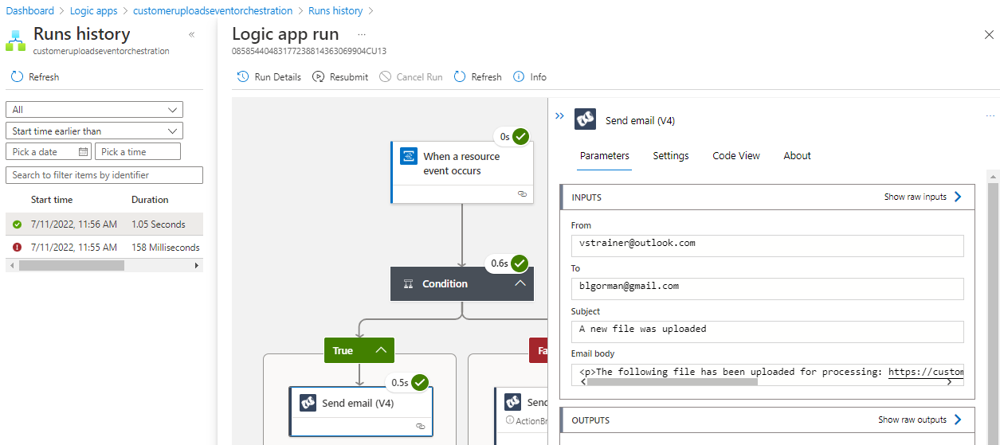 Dashboard > Logic apps > customeruploadseventorchestration > Runs history >
Runs history
«
customeruploadseventorchestration
Refresh
All
Start time earlier than
Pick a date
Pick a time
Search to filter items by identifier
Start time Duration
7/11/2022, 11:56 AM 1.05 Seconds
7/11/2022, 11:55 AM 158 Milliseconds
Logic app run ...
Run Details Resubmit Cancel Run Refresh Info
0s
When a resource
event occurs
0.6s
Condition
True
0.5s
Send email (V4)
Fa
Send
ActionBr
Send email (V4)
...
Parameters Settings Code View About
INPUTS Show raw inputs
From
vstrainer@outlook.com
To
blgorman@gmail.com
Subject
A new file was uploaded
Email body
<p>The following file has been uploaded for processing: https://custom
OUTPUTS Show raw outputs